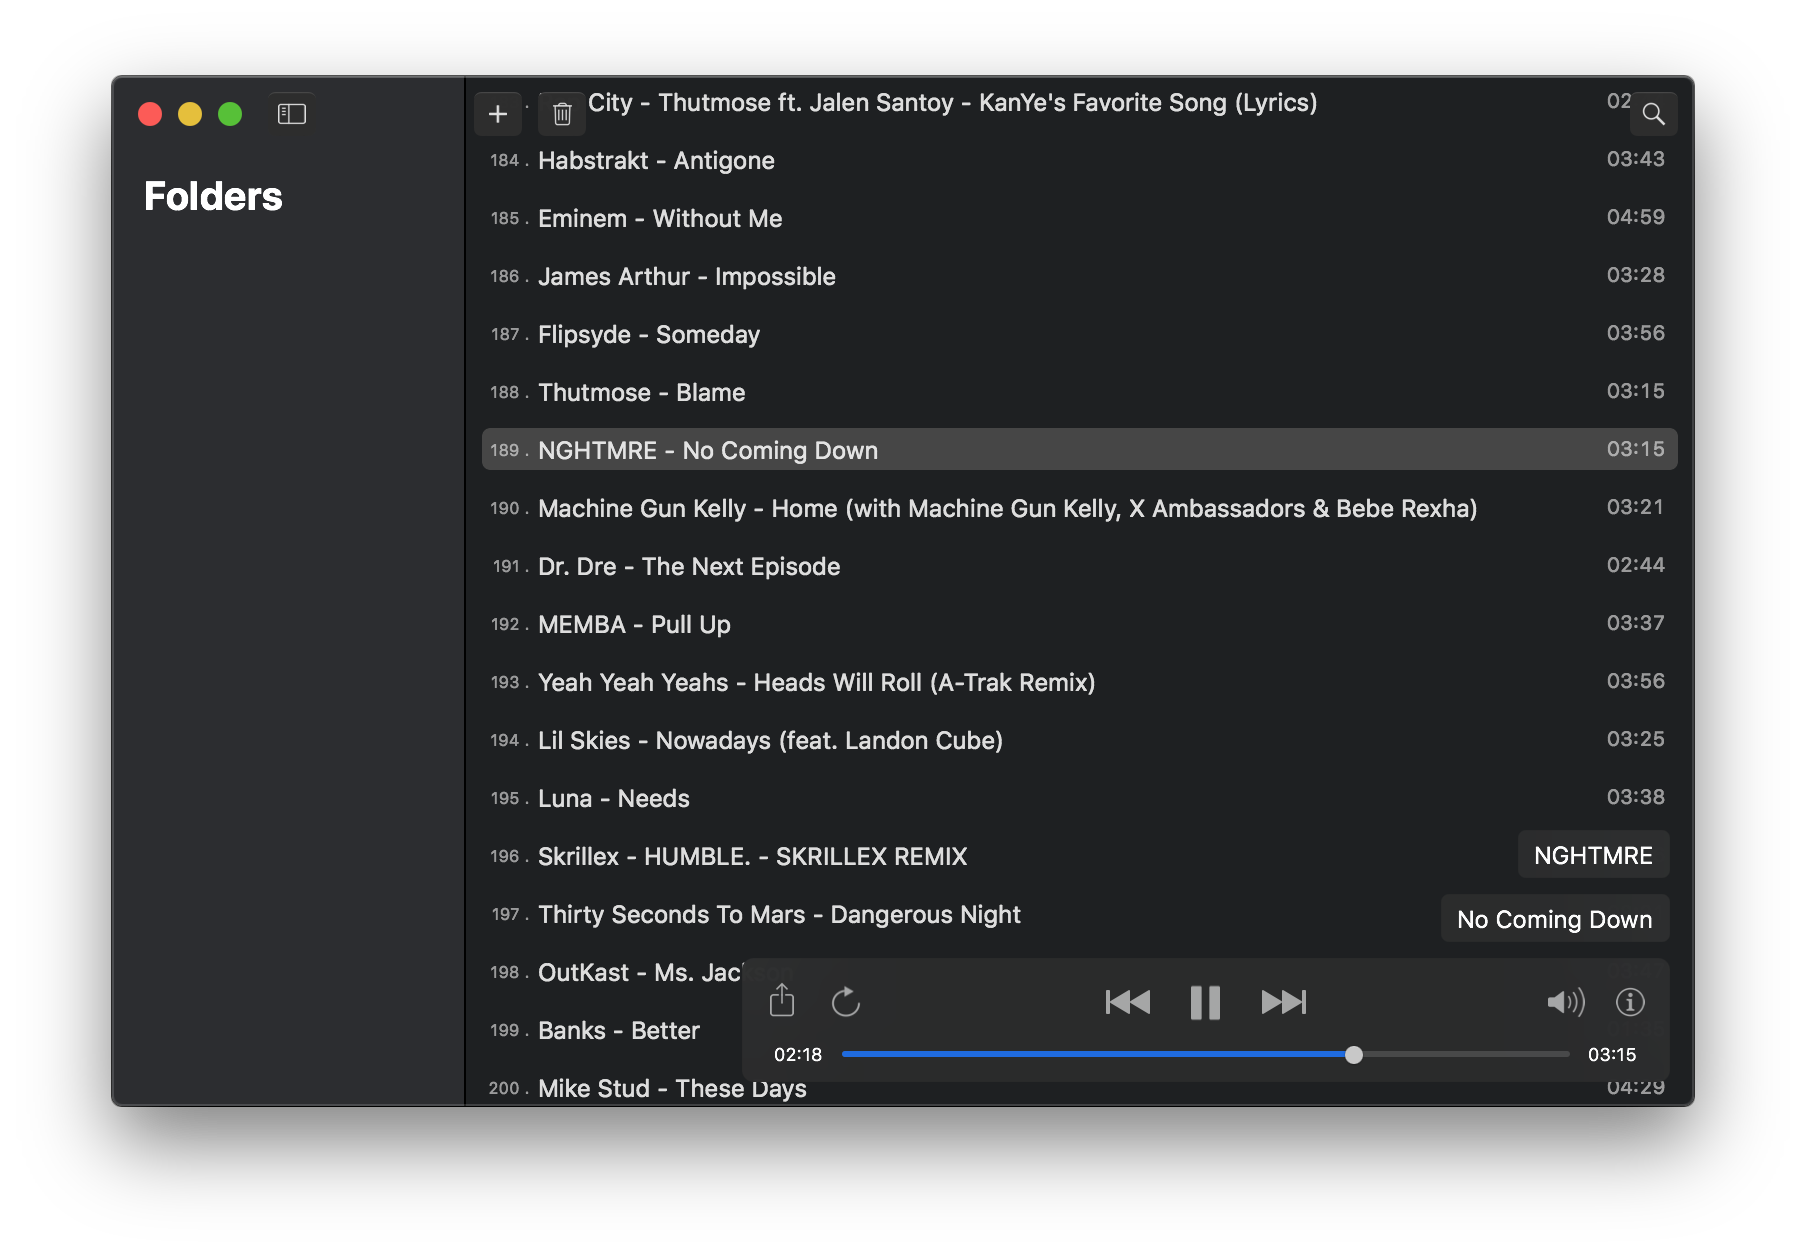 Folders
City - Thutmose ft. Jalen Santoy - KanYe's Favorite Song (Lyrics) 02
184 . Habstrakt - Antigone 03:43
185 . Eminem - Without Me 04:59
186 . James Arthur - Impossible 03:28
187 . Flipsyde - Someday 03:56
188 . Thutmose - Blame 03:15
189 . NGHTMRE - No Coming Down 03:15
190 . Machine Gun Kelly - Home (with Machine Gun Kelly, X Ambassadors & Bebe Rexha) 03:21
191 . Dr. Dre - The Next Episode 02:44
192 . MEMBA - Pull Up 03:37
193 . Yeah Yeah Yeahs - Heads Will Roll (A-Trak Remix) 03:56
194 . Lil Skies - Nowadays (feat. Landon Cube) 03:25
195 . Luna - Needs 03:38
196 . Skrillex - HUMBLE. - SKRILLEX REMIX
NGHTMRE
197 . Thirty Seconds To Mars - Dangerous Night
No Coming Down
198 . OutKast - Ms. Jackson
199 . Banks - Better
02:18 03:15
200 . Mike Stud - These Days 04:29